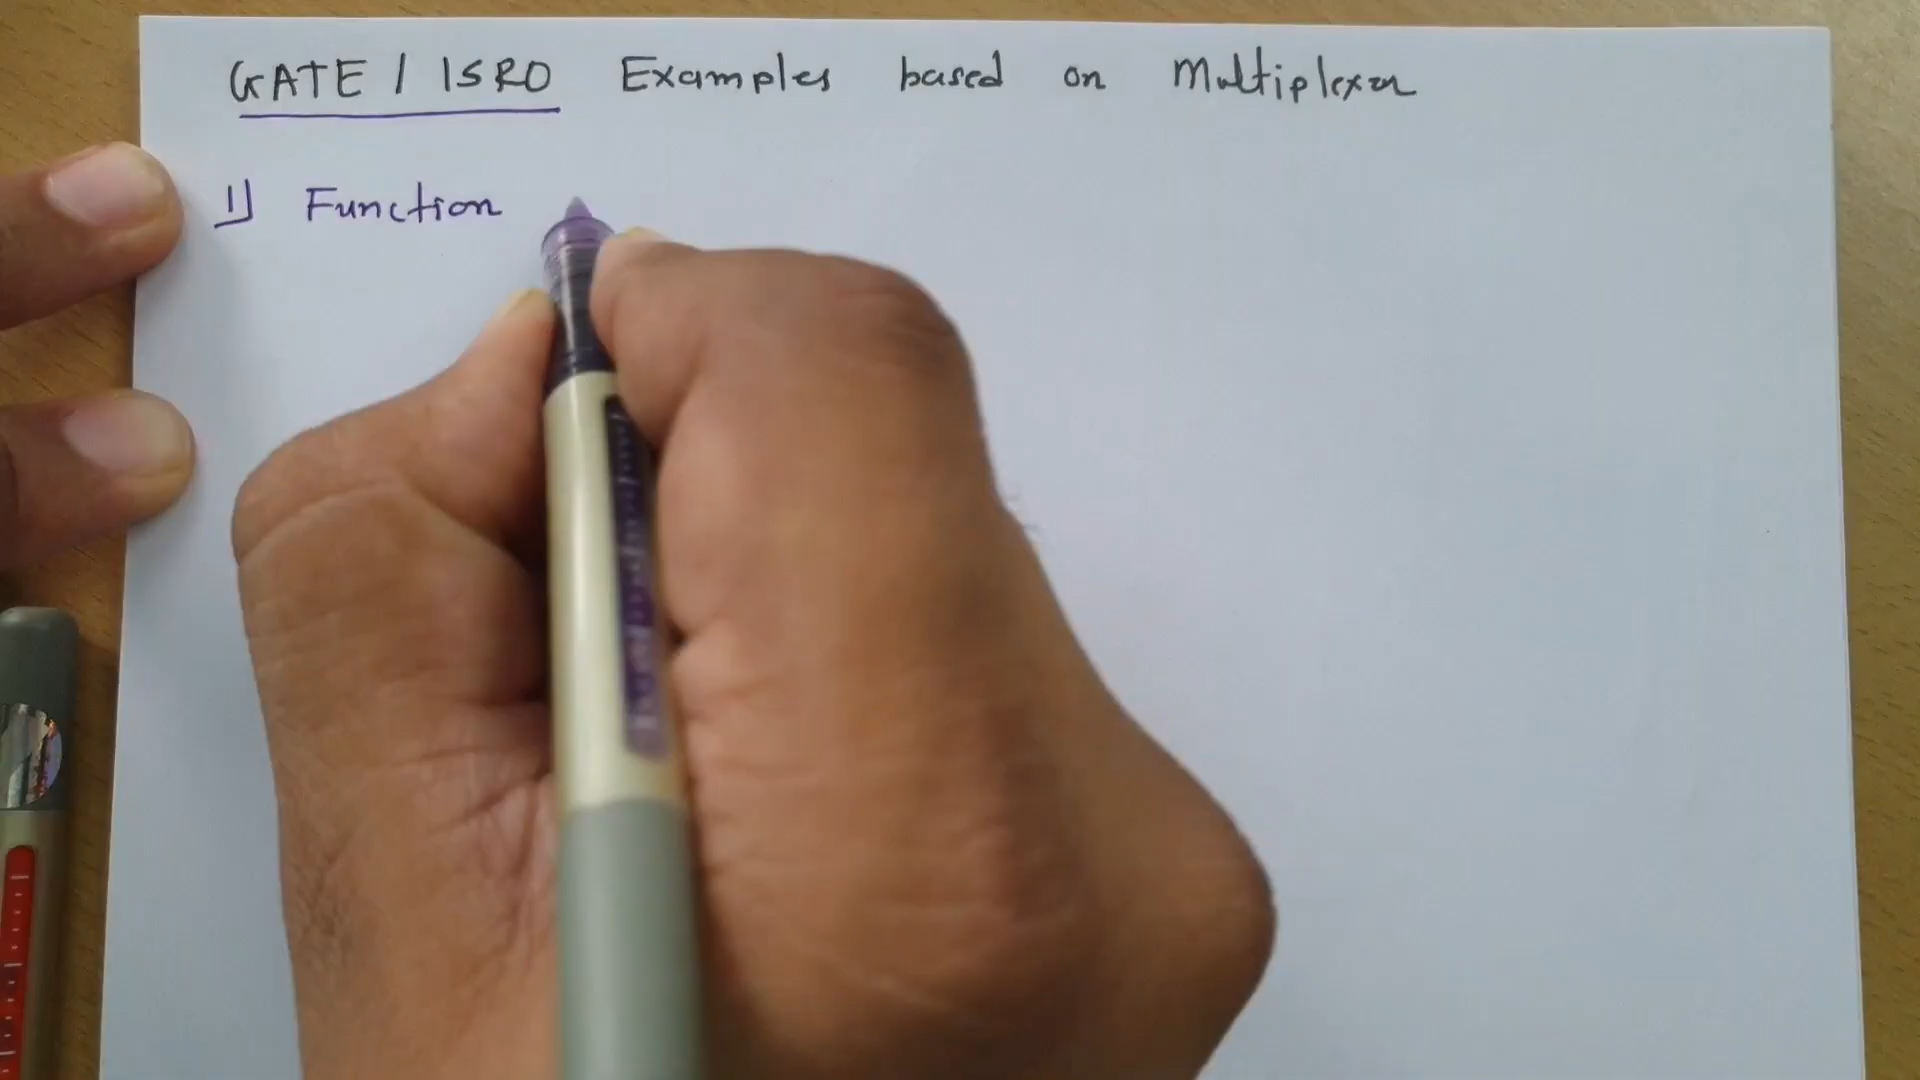 GATE / ISRO Examples based on Multiplexer
1) Function